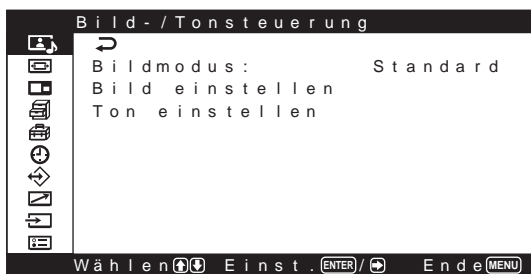 Bild-/Tonsteuerung
Bildmodus: Standard
Bild einstellen
Ton einstellen
Wählen Einst. ENTER / Ende MENU